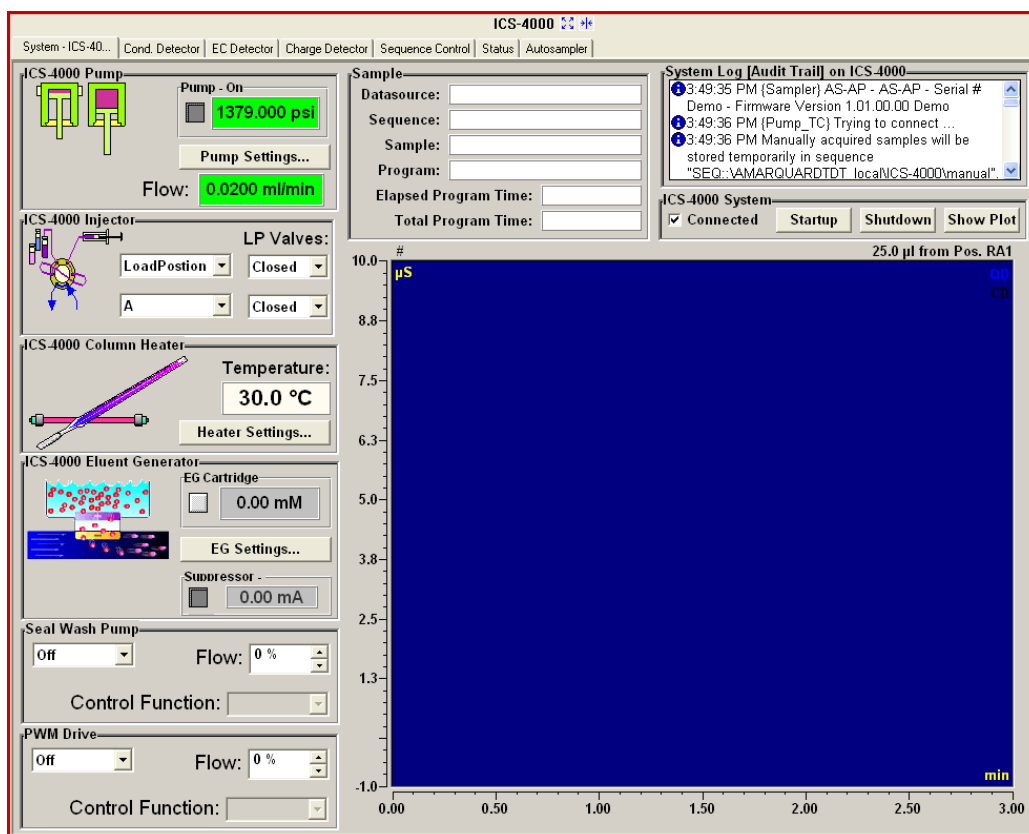 ICS-4000
System - ICS-40...
Cond. Detector
EC Detector
Charge Detector
Sequence Control
Status
Autosampler
ICS-4000 Pump
Pump - On
1379.000 psi
Pump Settings...
Flow: 0.0200 ml/min
ICS-4000 Injector
LP Valves:
LoadPostion
Closed
A
Closed
ICS-4000 Column Heater
Temperature:
30.0 °C
Heater Settings...
ICS-4000 Eluent Generator
EG Cartridge
0.00 mM
EG Settings...
Suppressor -
0.00 mA
Seal Wash Pump
Off
Flow: 0 %
Control Function:
PWM Drive
Off
Flow: 0 %
Control Function:
Sample
Datasource:
Sequence:
Sample:
Program:
Elapsed Program Time:
Total Program Time:
System Log [Audit Trail] on ICS-4000
3:49:35 PM {Sampler} AS-AP - AS-AP - Serial #
Demo - Firmware Version 1.01.00.00 Demo
3:49:36 PM {Pump_TC} Trying to connect ...
3:49:36 PM Manually acquired samples will be
stored temporarily in sequence
"SEQ::\AMARQUARDTDT_local\ICS-4000\manual".
ICS-4000 System
Connected
Startup
Shutdown
Show Plot
#
25.0 µl from Pos. RA1
µS
QD
CD
10.0
8.8
7.5
6.3
5.0
3.8
2.5
1.3
-1.0
min
0.00
0.50
1.00
1.50
2.00
2.50
3.00